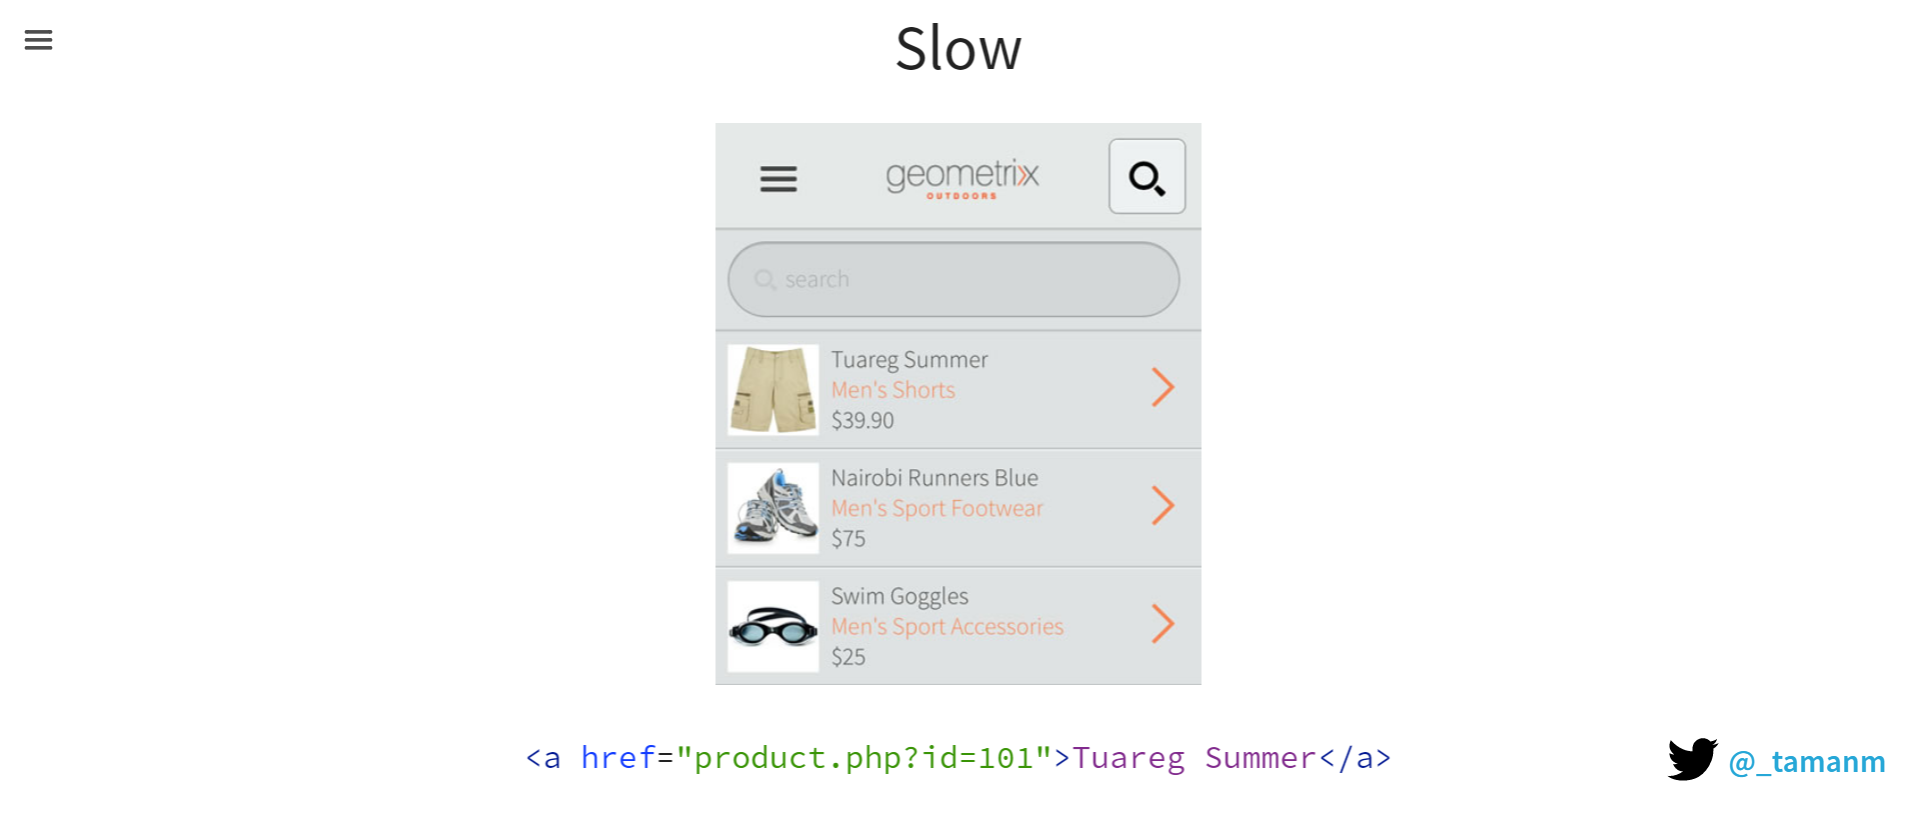 Slow
geometrixx
OUTDOORS
search
Tuareg Summer
Men's Shorts
$39.90
Nairobi Runners Blue
Men's Sport Footwear
$75
Swim Goggles
Men's Sport Accessories
$25
<a href="product.php?id=101">Tuareg Summer</a>
@_tamanm